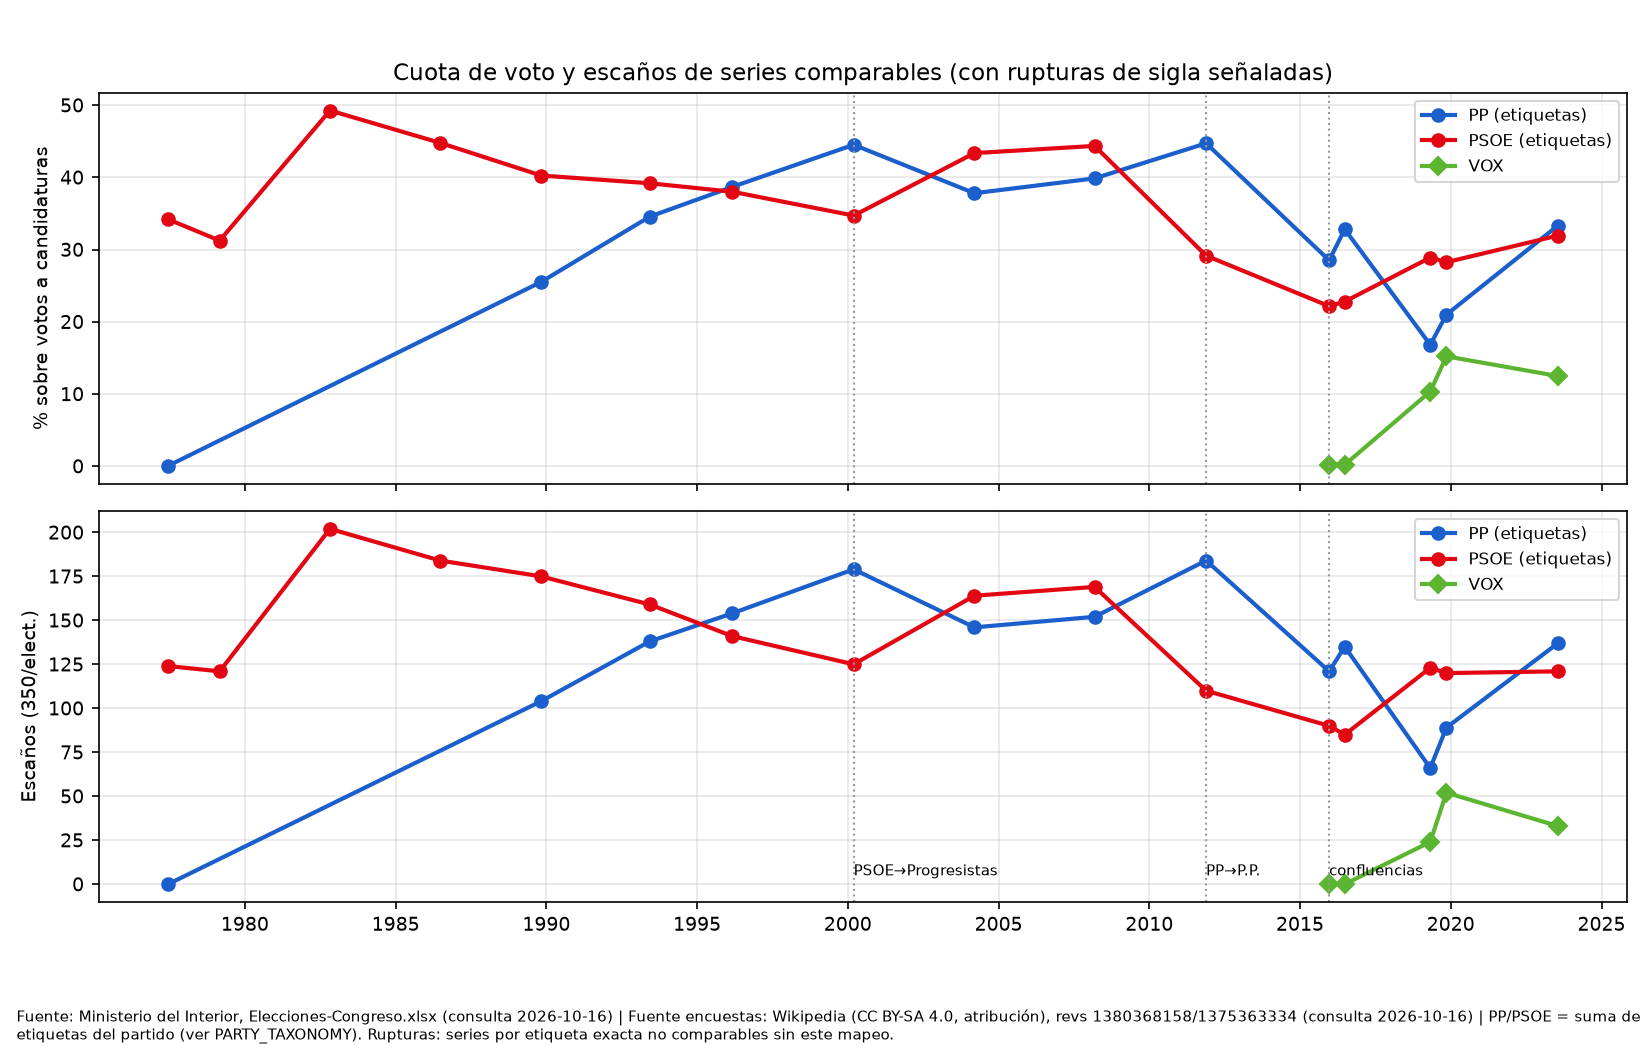 Cuota de voto y escaños de series comparables (con rupturas de sigla señaladas)
% sobre votos a candidaturas
50
40
30
20
10
0
PP (etiquetas)
PSOE (etiquetas)
VOX
Escaños (350/elect.)
200
175
150
125
100
75
50
25
0
PP (etiquetas)
PSOE (etiquetas)
VOX
PSOE→Progresistas
PP→P.P.
confluencias
1980
1985
1990
1995
2000
2005
2010
2015
2020
2025
Fuente: Ministerio del Interior, Elecciones-Congreso.xlsx (consulta 2026-10-16) | Fuente encuestas: Wikipedia (CC BY-SA 4.0, atribución), revs 1380368158/1375363334 (consulta 2026-10-16) | PP/PSOE = suma de
etiquetas del partido (ver PARTY_TAXONOMY). Rupturas: series por etiqueta exacta no comparables sin este mapeo.